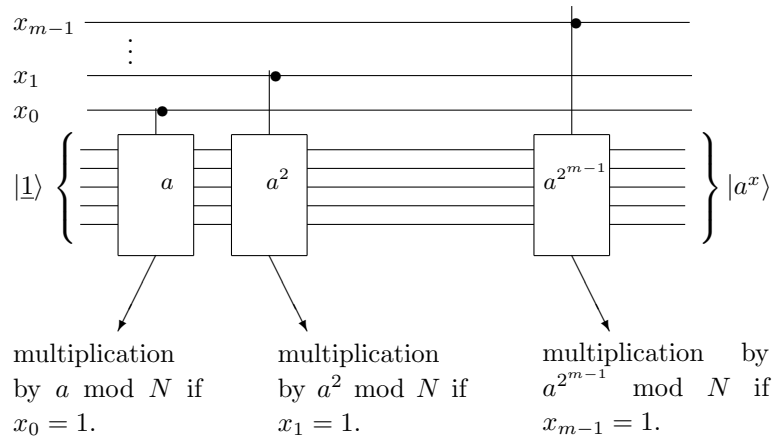 x_{m−1}
⋮
x_1
x_0
|1⟩ { a a^2 a^{2^{m−1}} } |a^x⟩
multiplication
by a mod N if
x_0 = 1.
multiplication
by a^2 mod N if
x_1 = 1.
multiplication by
a^{2^{m−1}} mod N if
x_{m−1} = 1.